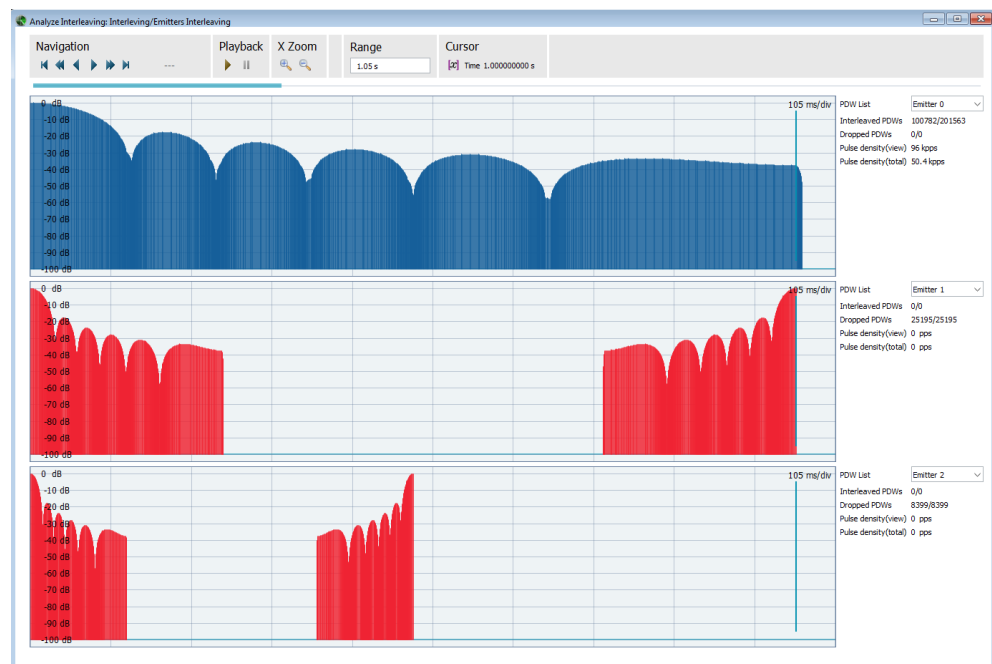 Analyze Interleaving: Interleving/Emitters Interleaving
Navigation
Playback
X Zoom
Range
Cursor
---
1.05 s
[x] Time 1.000000000 s
0 dB
-10 dB
-20 dB
-30 dB
-40 dB
-50 dB
-60 dB
-70 dB
-80 dB
-90 dB
-100 dB
105 ms/div
PDW List
Emitter 0
Interleaved PDWs 100782/201563
Dropped PDWs 0/0
Pulse density(view) 96 kpps
Pulse density(total) 50.4 kpps
0 dB
-10 dB
-20 dB
-30 dB
-40 dB
-50 dB
-60 dB
-70 dB
-80 dB
-90 dB
-100 dB
105 ms/div
PDW List
Emitter 1
Interleaved PDWs 0/0
Dropped PDWs 25195/25195
Pulse density(view) 0 pps
Pulse density(total) 0 pps
0 dB
-10 dB
-20 dB
-30 dB
-40 dB
-50 dB
-60 dB
-70 dB
-80 dB
-90 dB
-100 dB
105 ms/div
PDW List
Emitter 2
Interleaved PDWs 0/0
Dropped PDWs 8399/8399
Pulse density(view) 0 pps
Pulse density(total) 0 pps